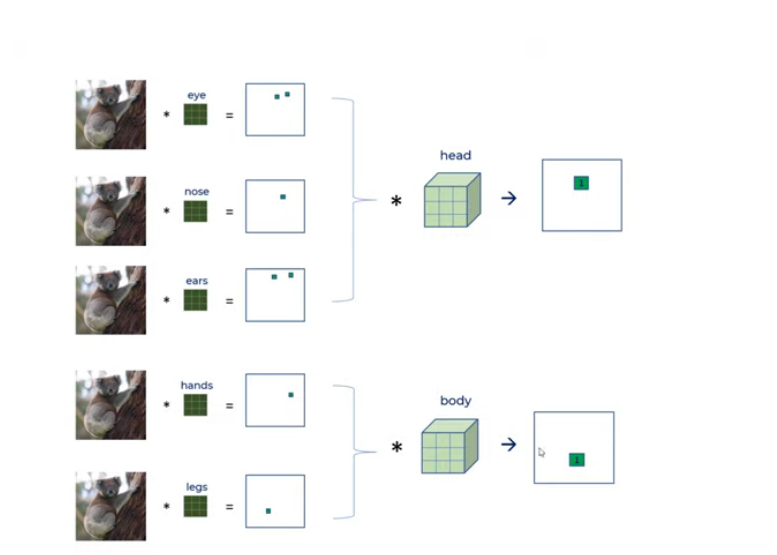 eye
* =
nose
* =
head
* →
1
ears
* =
hands
* =
body
* →
1
legs
* =